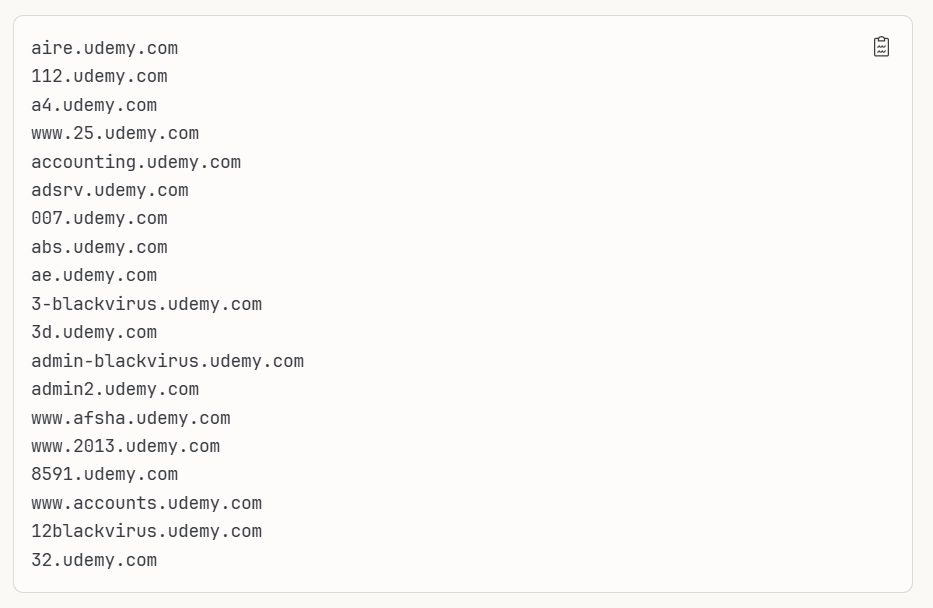 aire.udemy.com
112.udemy.com
a4.udemy.com
www.25.udemy.com
accounting.udemy.com
adsrv.udemy.com
007.udemy.com
abs.udemy.com
ae.udemy.com
3-blackvirus.udemy.com
3d.udemy.com
admin-blackvirus.udemy.com
admin2.udemy.com
www.afsha.udemy.com
www.2013.udemy.com
8591.udemy.com
www.accounts.udemy.com
12blackvirus.udemy.com
32.udemy.com